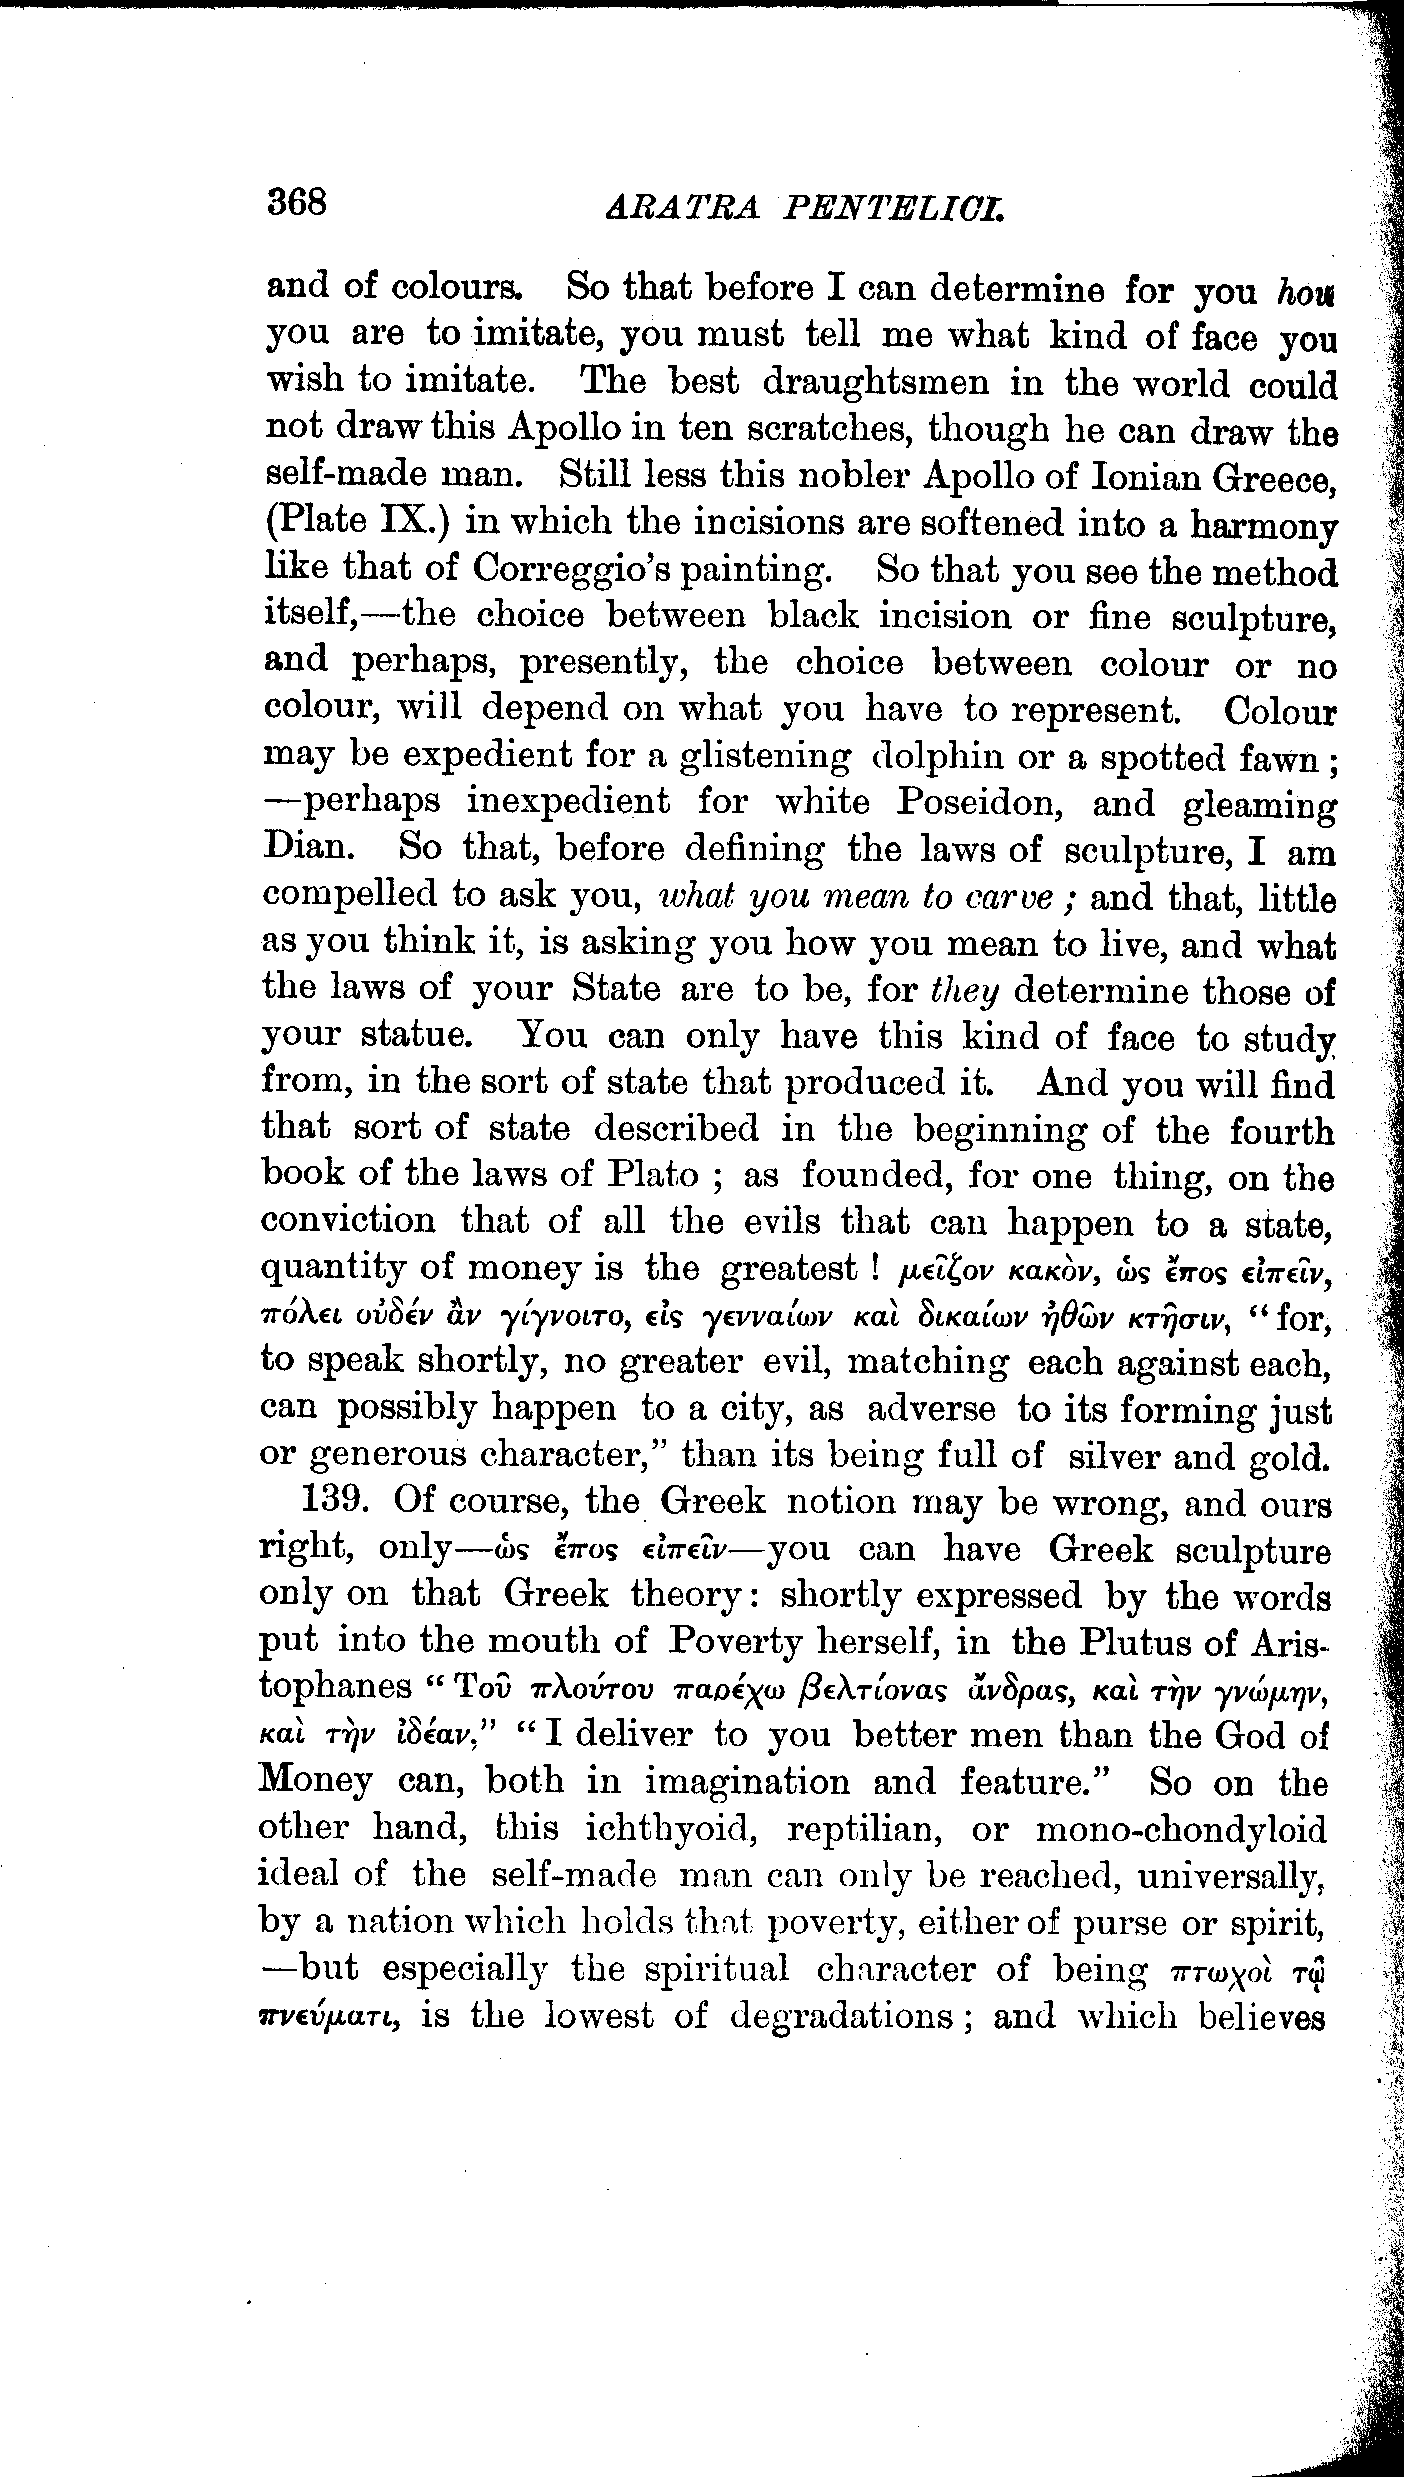 368 ARATRA PENTELICI.
and of colours. So that before I can determine for you how
you are to imitate, you must tell me what kind of face you
wish to imitate. The best draughtsmen in the world could
not draw this Apollo in ten scratches, though he can draw the
self-made man. Still less this nobler Apollo of Ionian Greece,
(Plate IX.) in which the incisions are softened into a harmony
like that of Correggio's painting. So that you see the method
itself,—the choice between black incision or fine sculpture,
and perhaps, presently, the choice between colour or no
colour, will depend on what you have to represent. Colour
may be expedient for a glistening dolphin or a spotted fawn;
—perhaps inexpedient for white Poseidon, and gleaming
Dian. So that, before defining the laws of sculpture, I am
compelled to ask you, what you mean to carve; and that, little
as you think it, is asking you how you mean to live, and what
the laws of your State are to be, for they determine those of
your statue. You can only have this kind of face to study
from, in the sort of state that produced it. And you will find
that sort of state described in the beginning of the fourth
book of the laws of Plato; as founded, for one thing, on the
conviction that of all the evils that can happen to a state,
quantity of money is the greatest! μεῖζον κακὸν, ὡς ἔπος εἰπεῖν,
πόλει οὐδέν ἂν γίγνοιτο, εἰς γενναίων καὶ δικαίων ἠθῶν κτῆσιν, "for,
to speak shortly, no greater evil, matching each against each,
can possibly happen to a city, as adverse to its forming just
or generous character," than its being full of silver and gold.
139. Of course, the Greek notion may be wrong, and ours
right, only—ὡς ἔπος εἰπεῖν—you can have Greek sculpture
only on that Greek theory: shortly expressed by the words
put into the mouth of Poverty herself, in the Plutus of Aris-
tophanes "Τοῦ πλούτου παρέχω βελτίονας ἄνδρας, καὶ τὴν γνώμην,
καὶ τὴν ἰδέαν," "I deliver to you better men than the God of
Money can, both in imagination and feature." So on the
other hand, this ichthyoid, reptilian, or mono-chondyloid
ideal of the self-made man can only be reached, universally,
by a nation which holds that poverty, either of purse or spirit,
—but especially the spiritual character of being πτωχοὶ τῷ
πνεύματι, is the lowest of degradations; and which believes